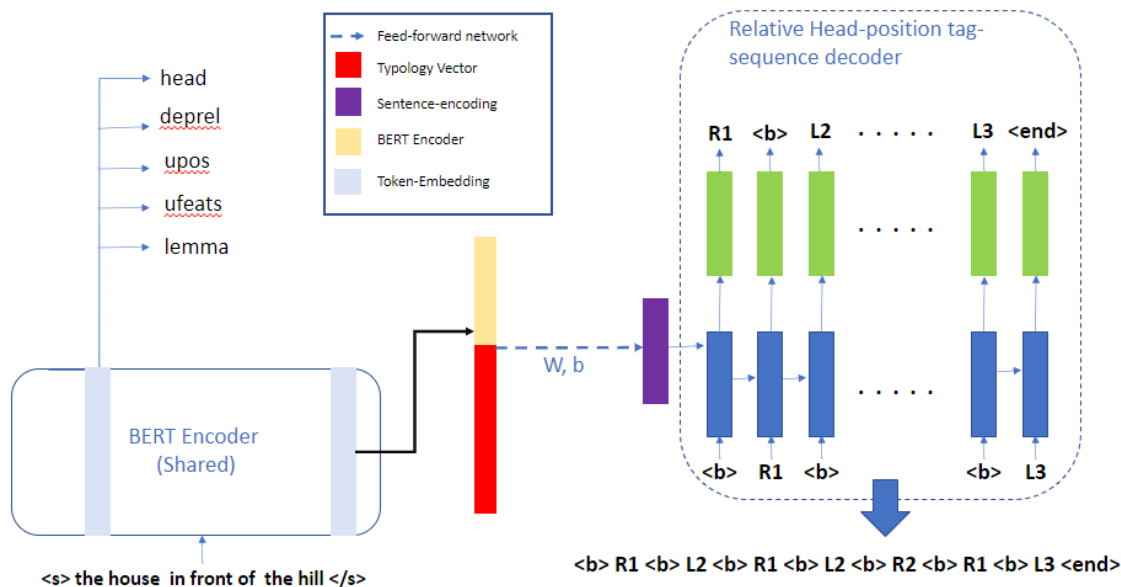 head
deprel
upos
ufeats
lemma
BERT Encoder
(Shared)
<s> the house in front of the hill </s>
Feed-forward network
Typology Vector
Sentence-encoding
BERT Encoder
Token-Embedding
W, b
Relative Head-position tag-
sequence decoder
R1 <b> L2 . . . . . L3 <end>
. . . . .
. . . . .
<b> R1 <b> <b> L3
<b> R1 <b> L2 <b> R1 <b> L2 <b> R2 <b> R1 <b> L3 <end>